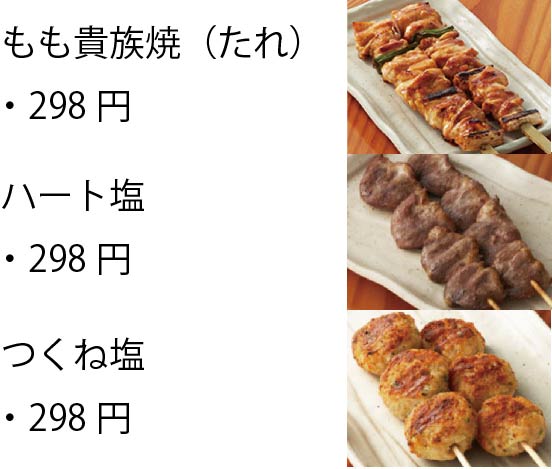 もも貴族焼（たれ）
・298 円
ハート塩
・298 円
つくね塩
・298 円